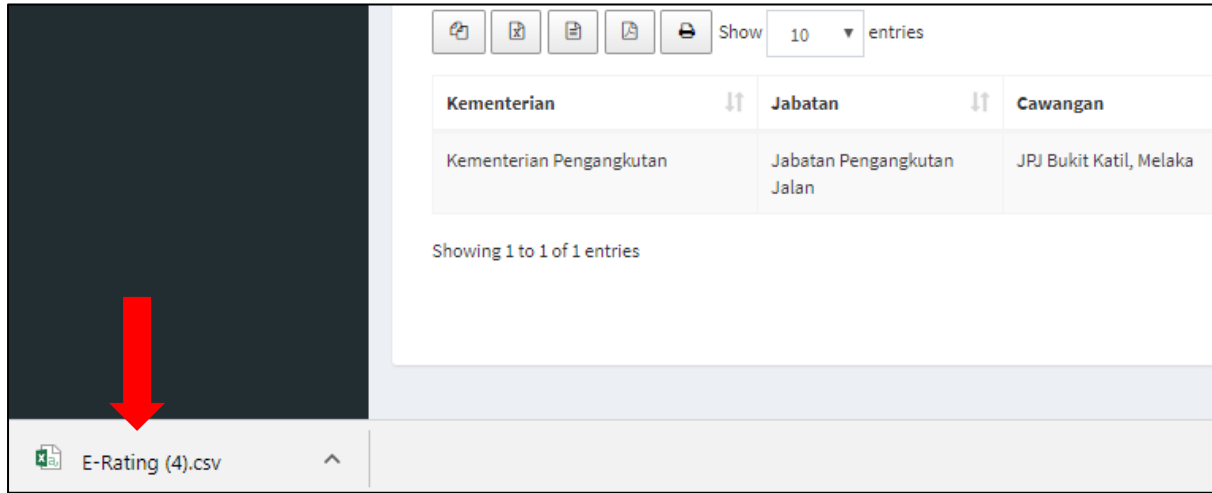 Show 10 entries
Kementerian Jabatan Cawangan
Kementerian Pengangkutan Jabatan Pengangkutan JPJ Bukit Katil, Melaka
Jalan
Showing 1 to 1 of 1 entries
E-Rating (4).csv